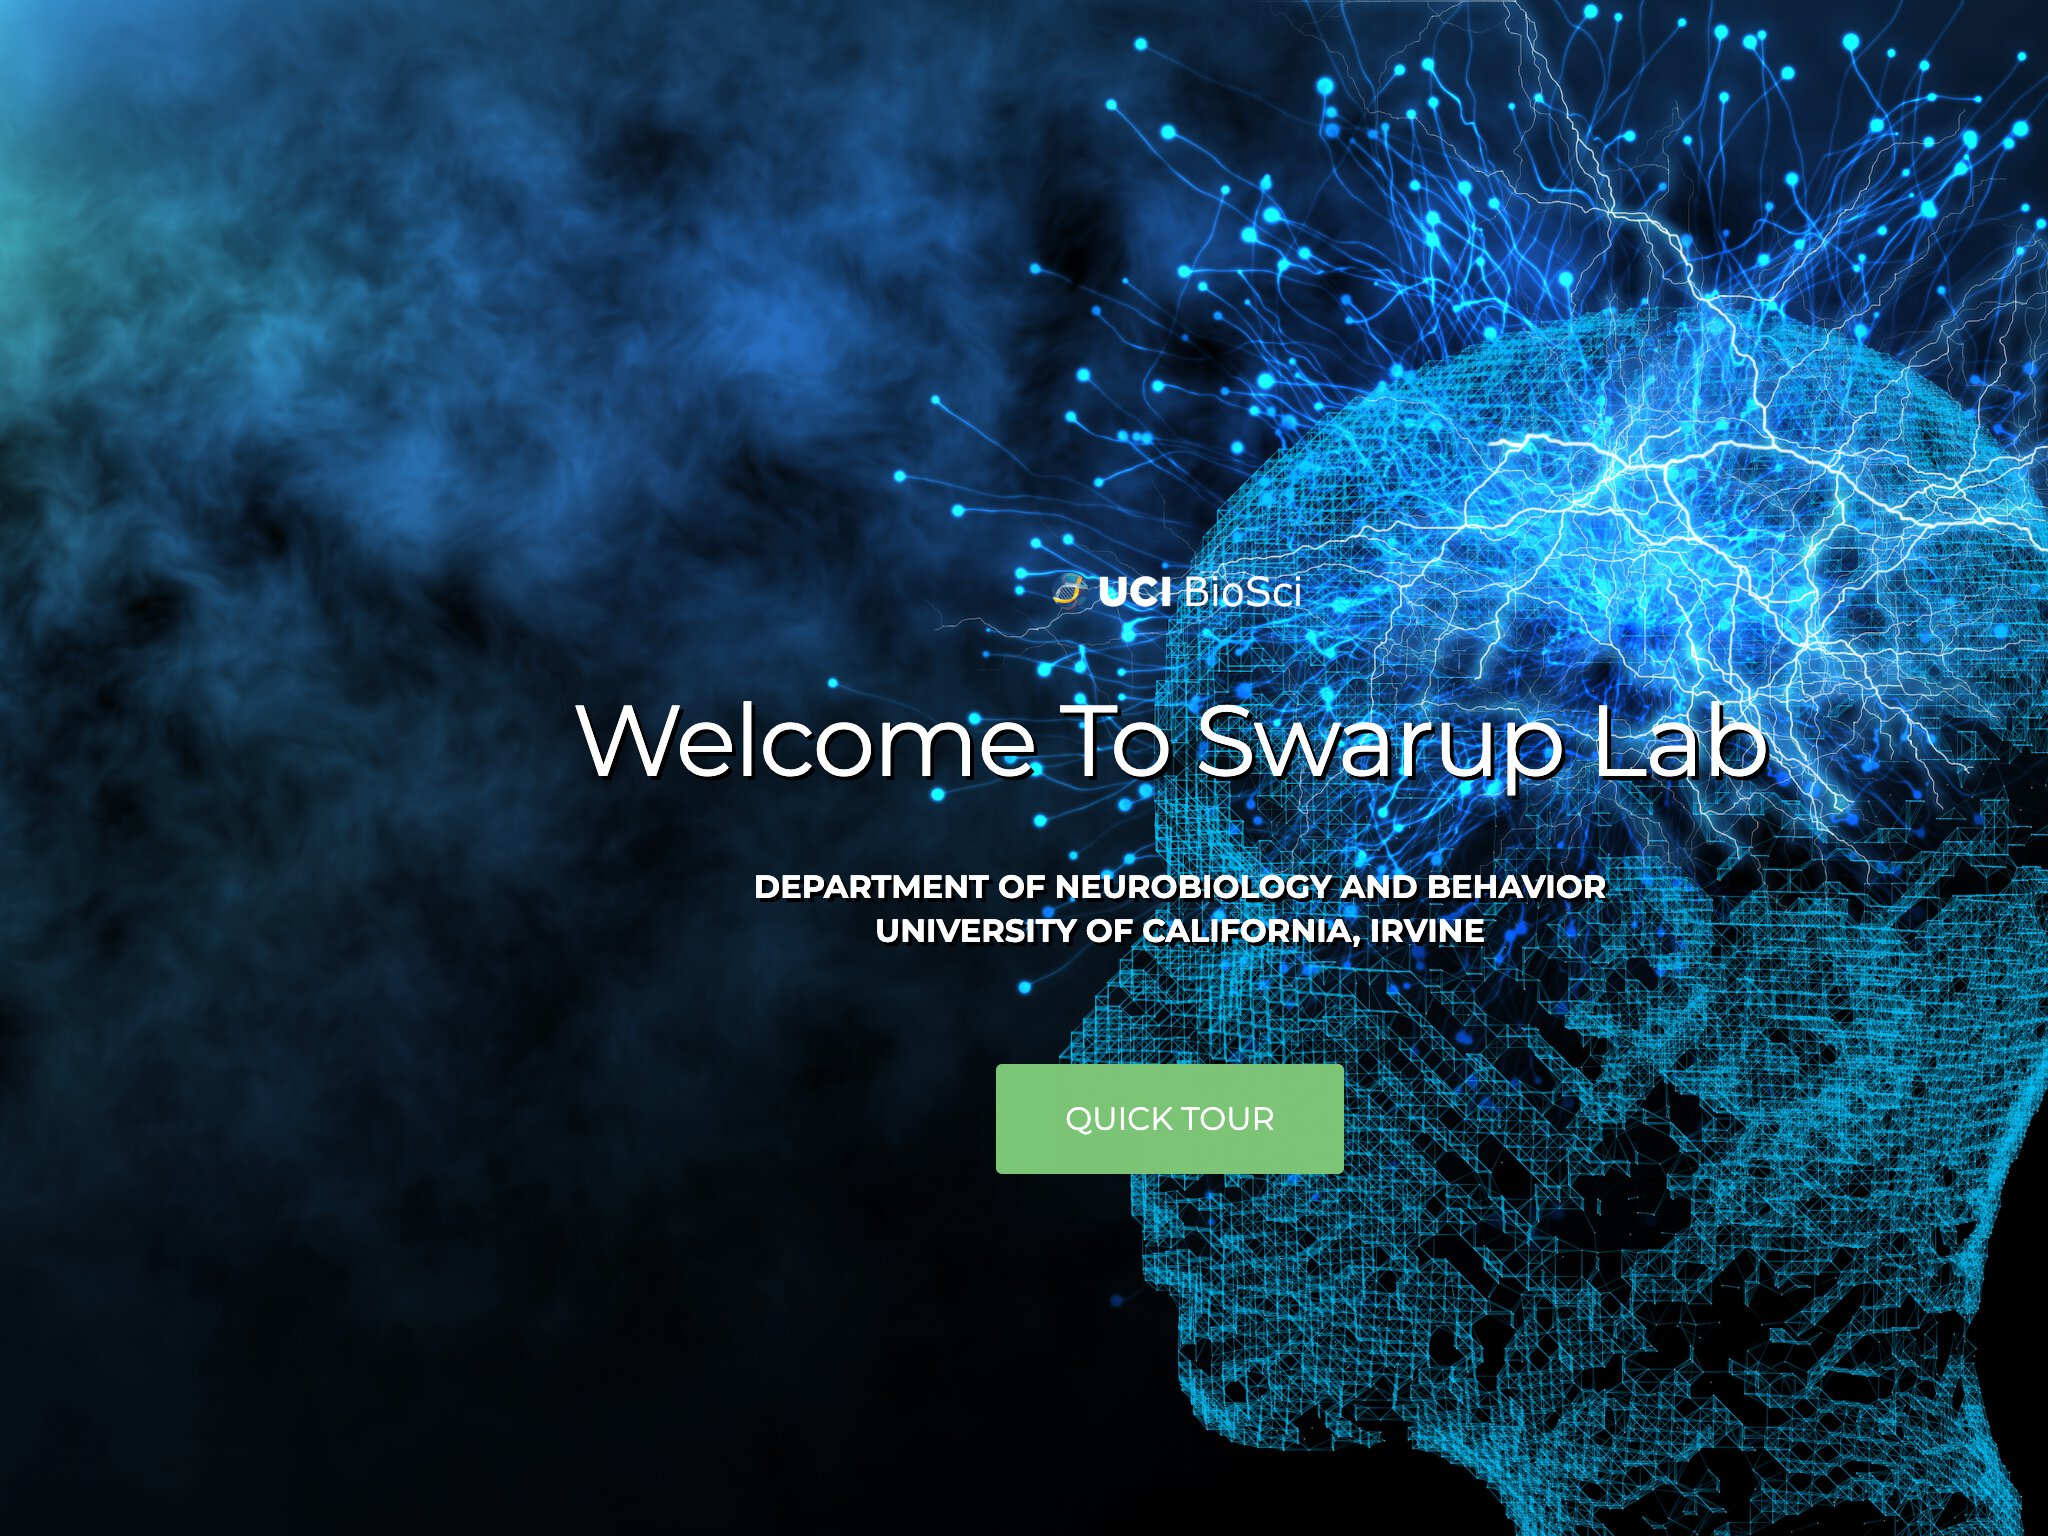 UCI BioSci
Welcome To Swarup Lab
DEPARTMENT OF NEUROBIOLOGY AND BEHAVIOR
UNIVERSITY OF CALIFORNIA, IRVINE
QUICK TOUR